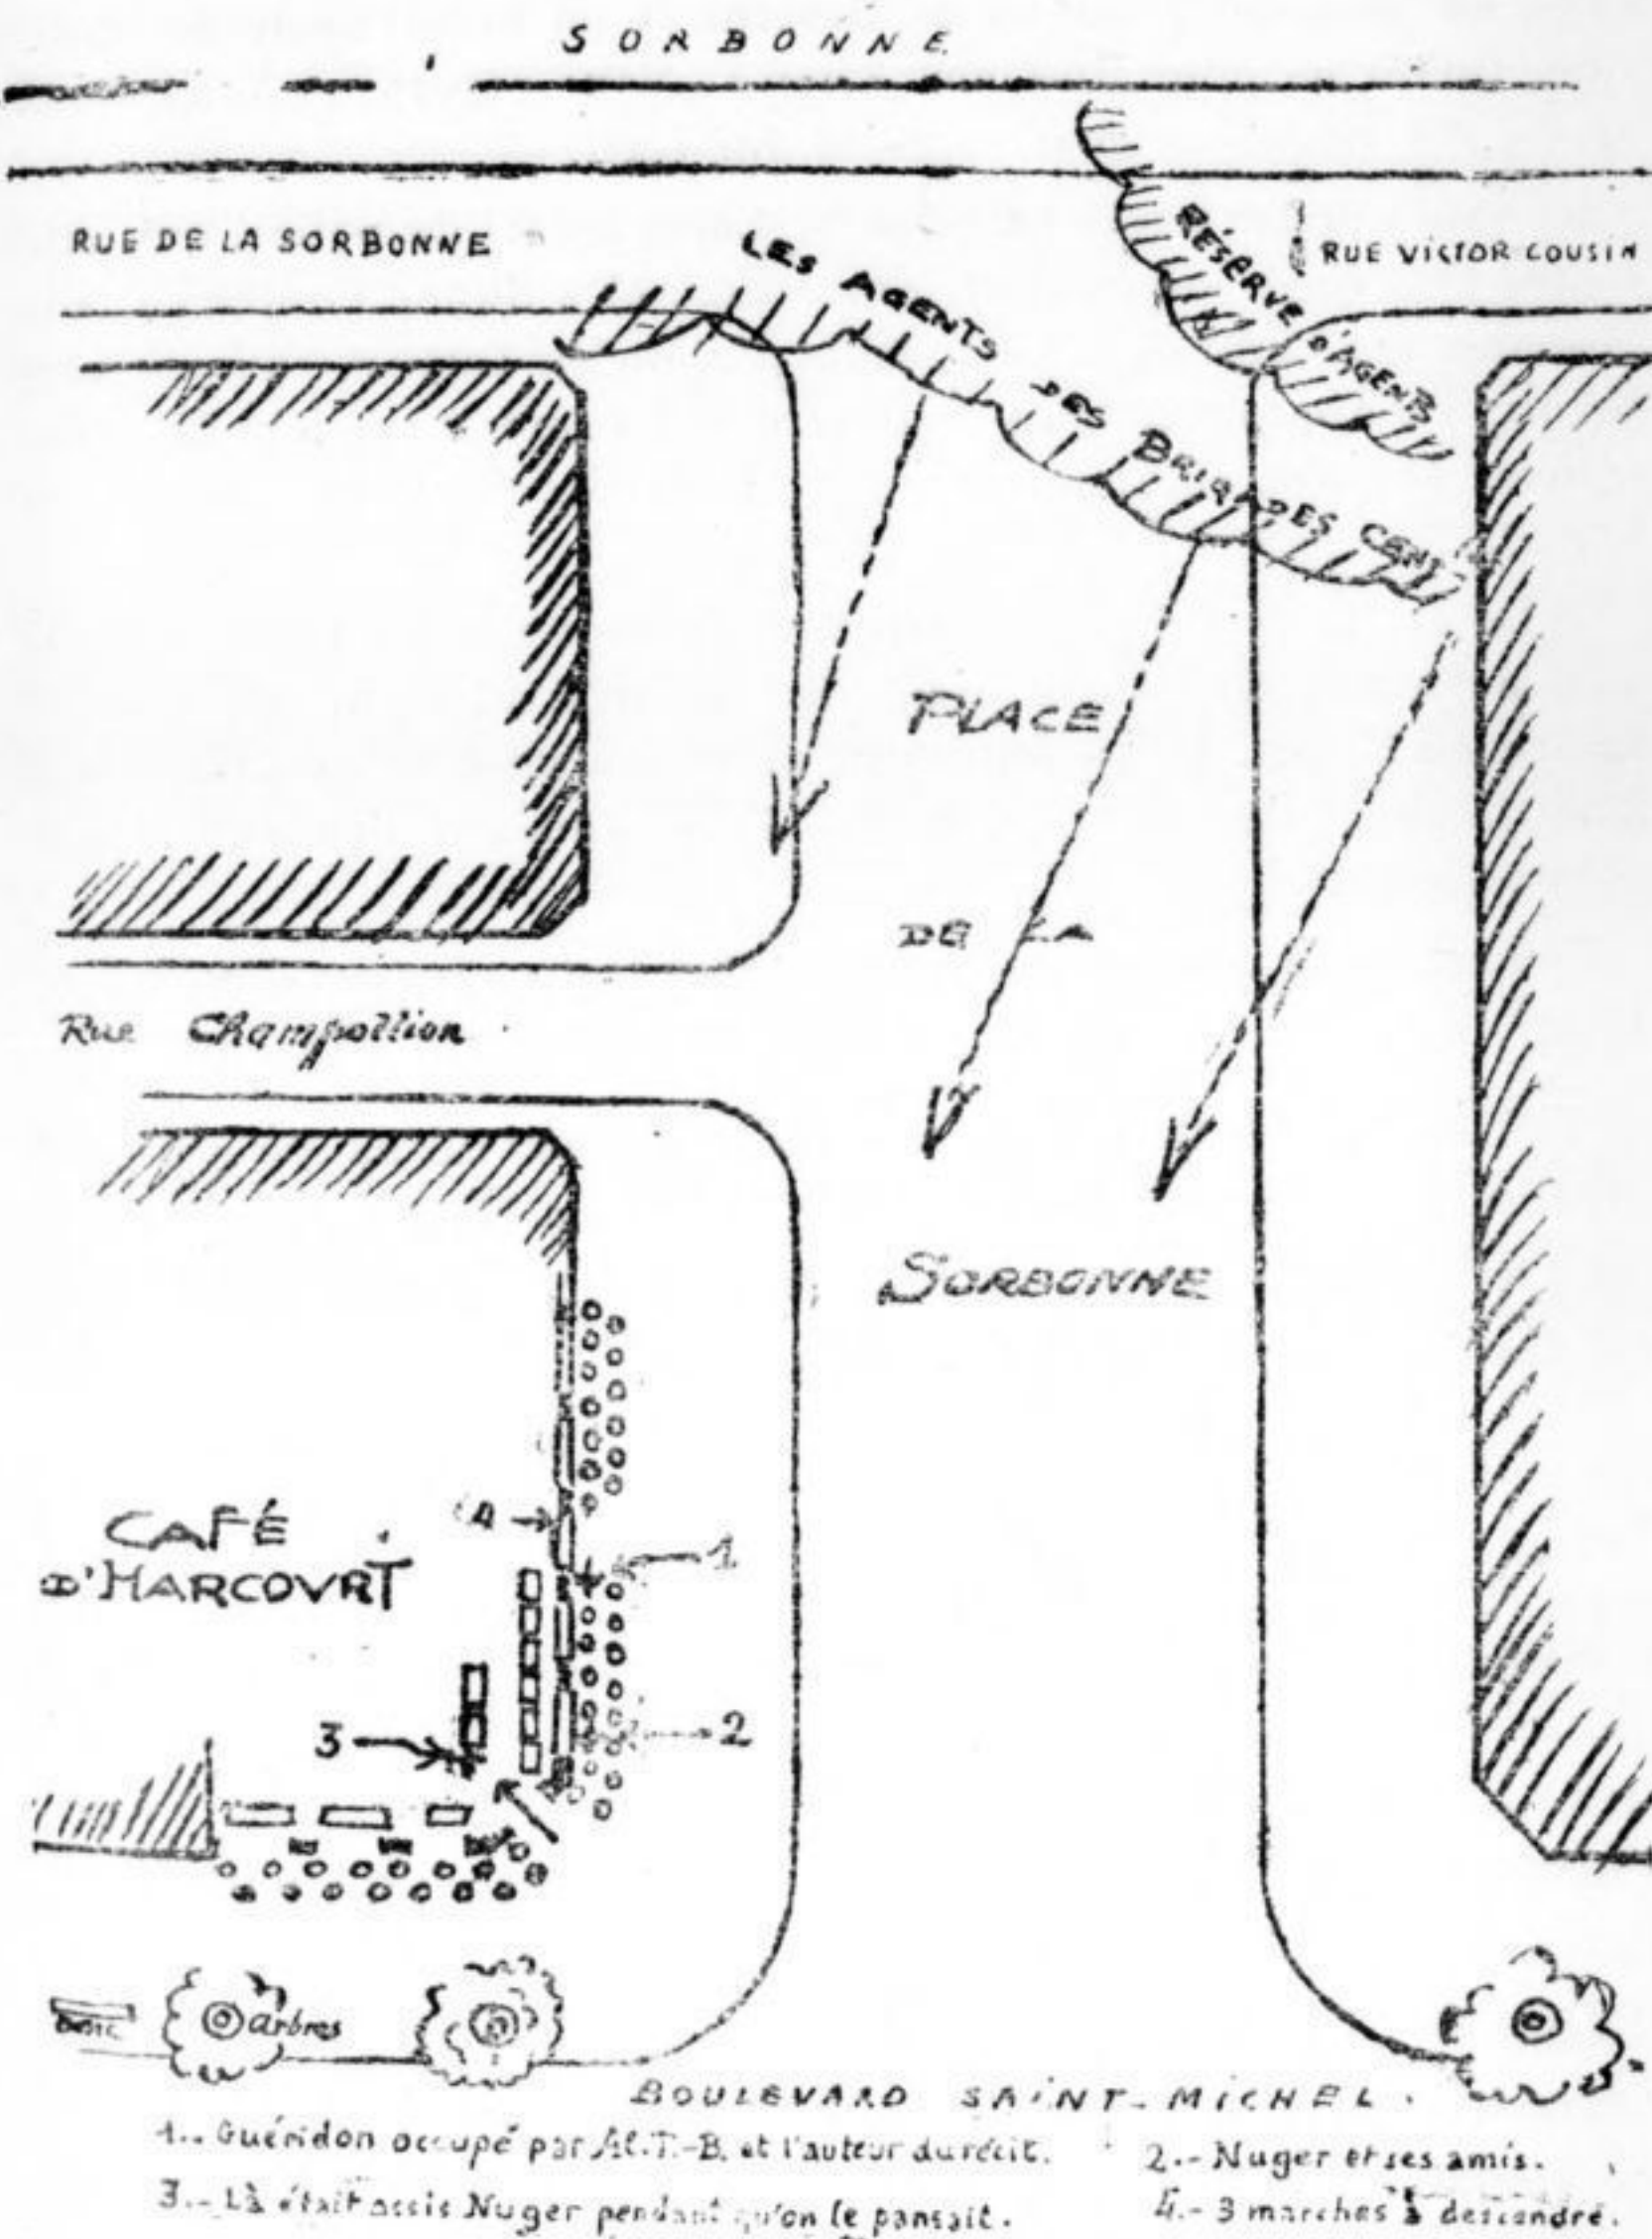 SORBONNE
RUE DE LA SORBONNE
LES AGENTS DES BRIGADES
RÉSERVE D'AGENTS
RUE VICTOR COUSIN
PLACE
DE LA
Rue Champollion
SORBONNE
CAFÉ
D'HARCOURT
4
1
3
2
arbres
BOULEVARD SAINT-MICHEL.
1.. Guéridon occupé par Al.T.-B. et l'auteur du récit.
2.- Nuger et ses amis.
3.- Là était assis Nuger pendant qu'on le pansait.
4.- 3 marches à descendre.